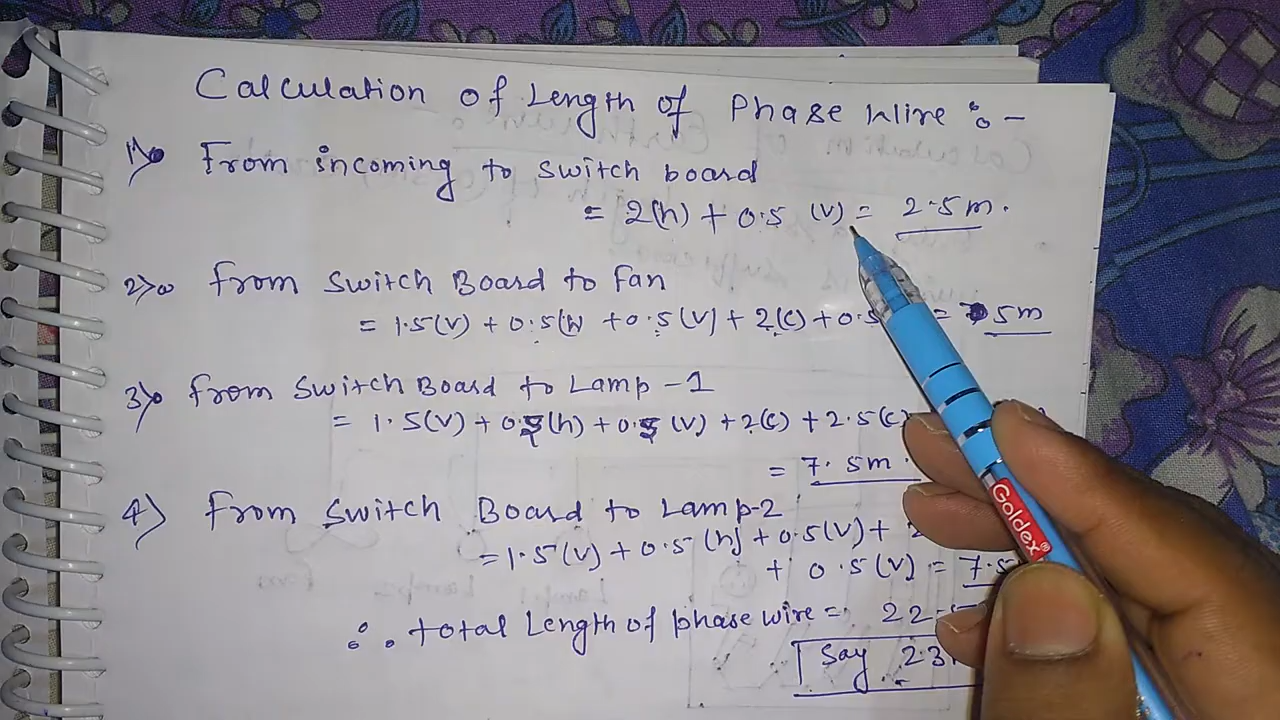 Calculation of Length of Phase Wire :-
1) From incoming to switch board
= 2(h) + 0.5 (v) = 2.5m.
2) From Switch Board to Fan
= 1.5(v) + 0.5(h) + 0.5(v) + 2(c) + 0.5 = 5m
3) From Switch Board to Lamp-1
= 1.5(v) + 0.5(h) + 0.5(v) + 2(c) + 2.5(c)
= 7.5m.
4) From Switch Board to Lamp-2
= 1.5(v) + 0.5(h) + 0.5(v) +
+ 0.5(v) = 7.5
∴ total Length of phase wire = 22.5
Say 23
Goldex